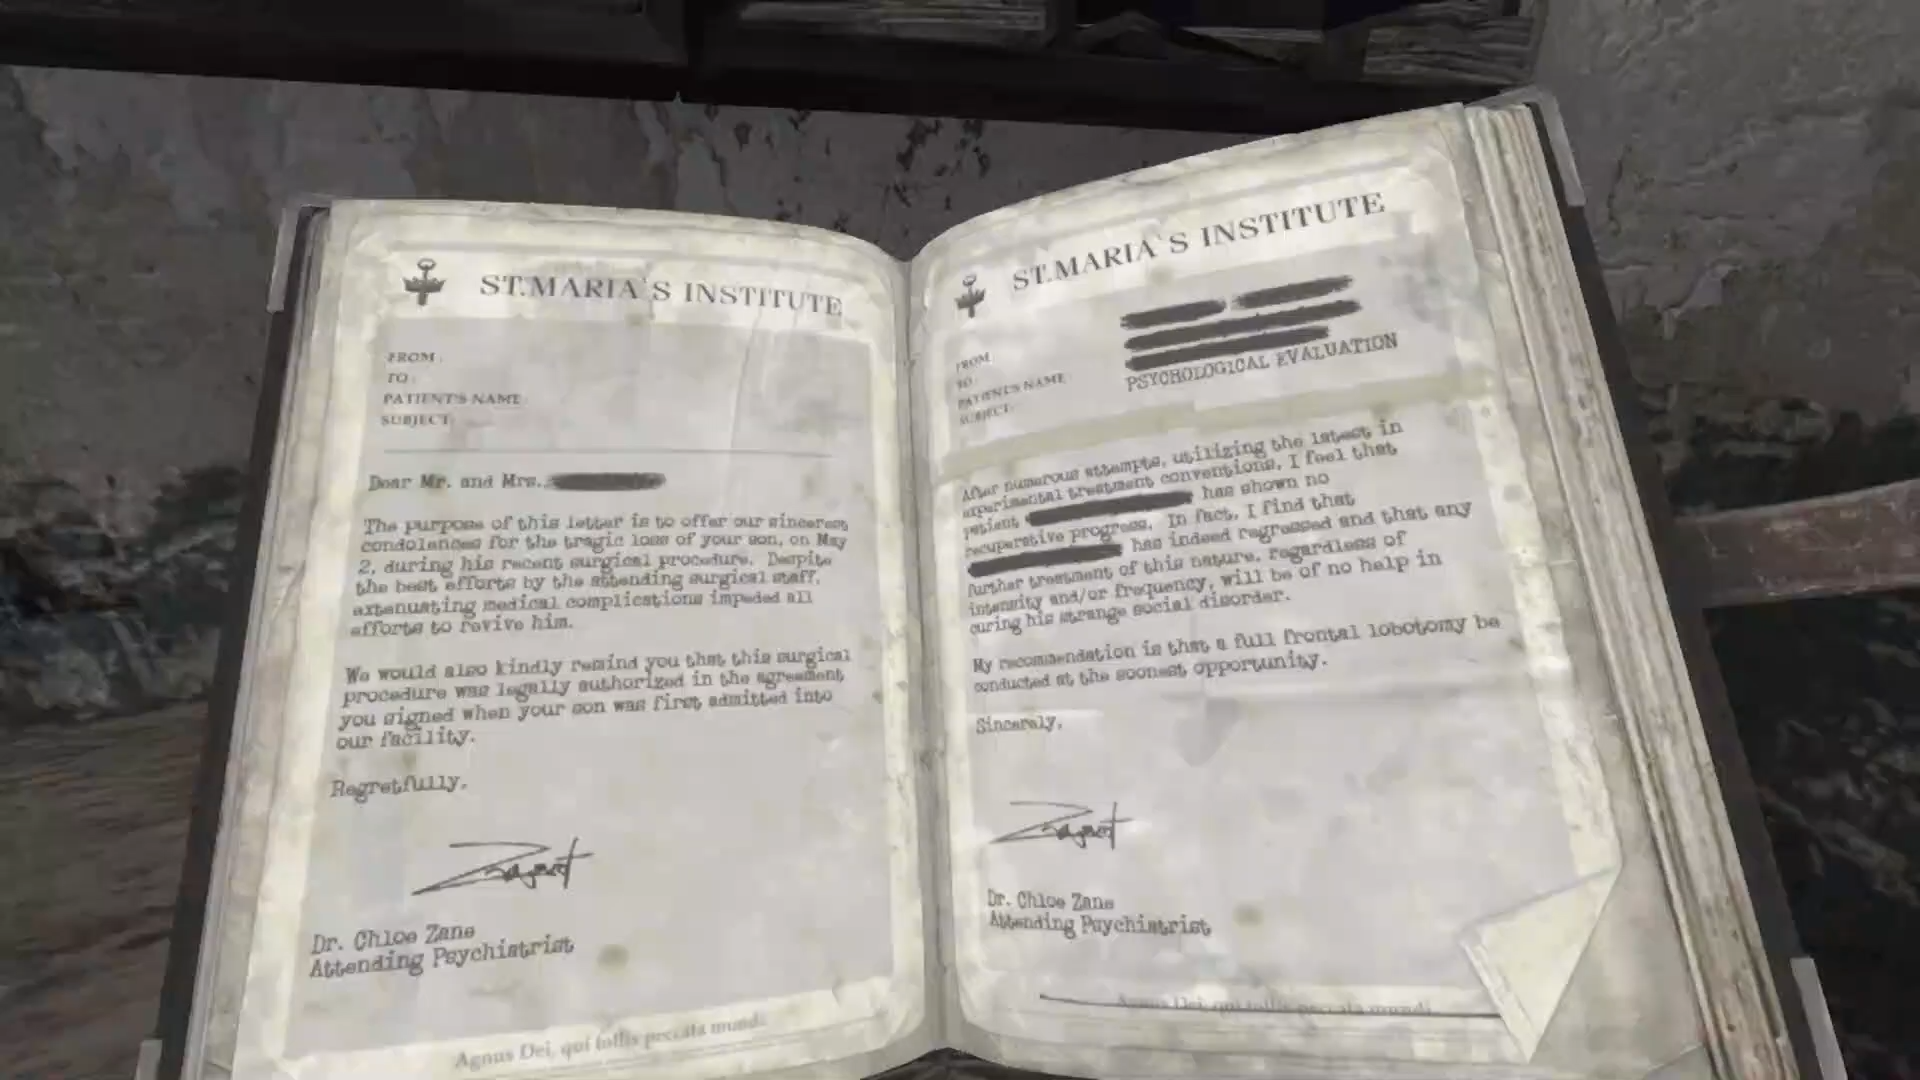 ST.MARIA'S INSTITUTE
FROM:
TO:
PATIENT'S NAME:
SUBJECT:
Dear Mr. and Mrs.
The purpose of this letter is to offer our sincerest
condolences for the tragic loss of your son, on May
2, during his recent surgical procedure. Despite
the best efforts by the attending surgical staff,
extenuating medical complications impeded all
efforts to revive him.
We would also kindly remind you that this surgical
procedure was legally authorized in the agreement
you signed when your son was first admitted into
our facility.
Regretfully,
Dr. Chloe Zane
Attending Psychiatrist
Agnus Dei, qui tollis peccata mundi
ST.MARIA'S INSTITUTE
FROM
TO:
PATIENT'S NAME:
SUBJECT:
PSYCHOLOGICAL EVALUATION
After numerous attempts, utilizing the latest in
experimental treatment conventions, I feel that
patient has shown no
recuperative progress. In fact, I find that
has indeed regressed and that any
further treatment of this nature, regardless of
intensity and/or frequency, will be of no help in
curing his strange social disorder.
My recommendation is that a full frontal lobotomy be
conducted at the soonest opportunity.
Sincerely,
Dr. Chloe Zane
Attending Psychiatrist
Agnus Dei, qui tollis peccata mundi